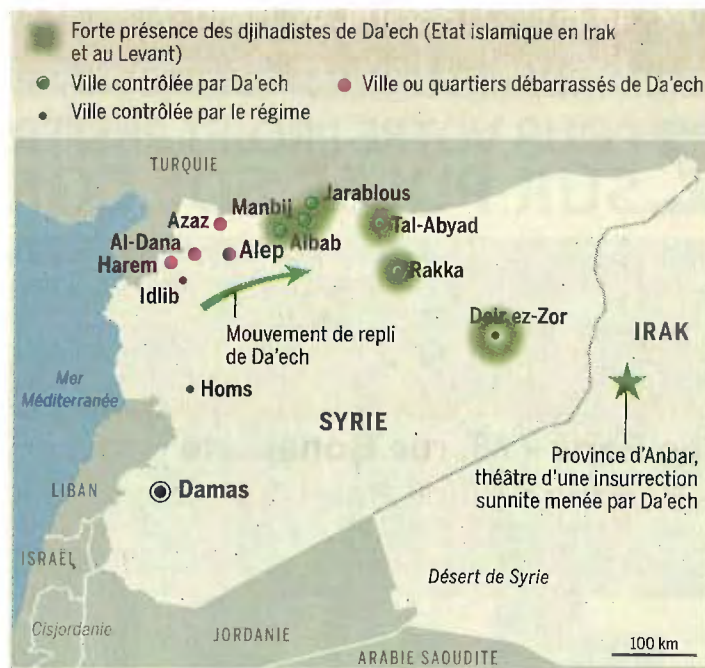 Forte présence des djihadistes de Da'ech (Etat islamique en Irak
et au Levant)
Ville contrôlée par Da'ech
Ville ou quartiers débarrassés de Da'ech
Ville contrôlée par le régime
TURQUIE
Jarablous
Manbij
Azaz
Tal-Abyad
Al-Dana
Alep
Albab
Harem
Rakka
Idlib
Mouvement de repli
de Da'ech
Deir ez-Zor
IRAK
Mer
Méditerranée
Homs
SYRIE
Province d'Anbar,
théâtre d'une insurrection
sunnite menée par Da'ech
LIBAN
Damas
ISRAËL
Désert de Syrie
Cisjordanie
JORDANIE
100 km
ARABIE SAOUDITE